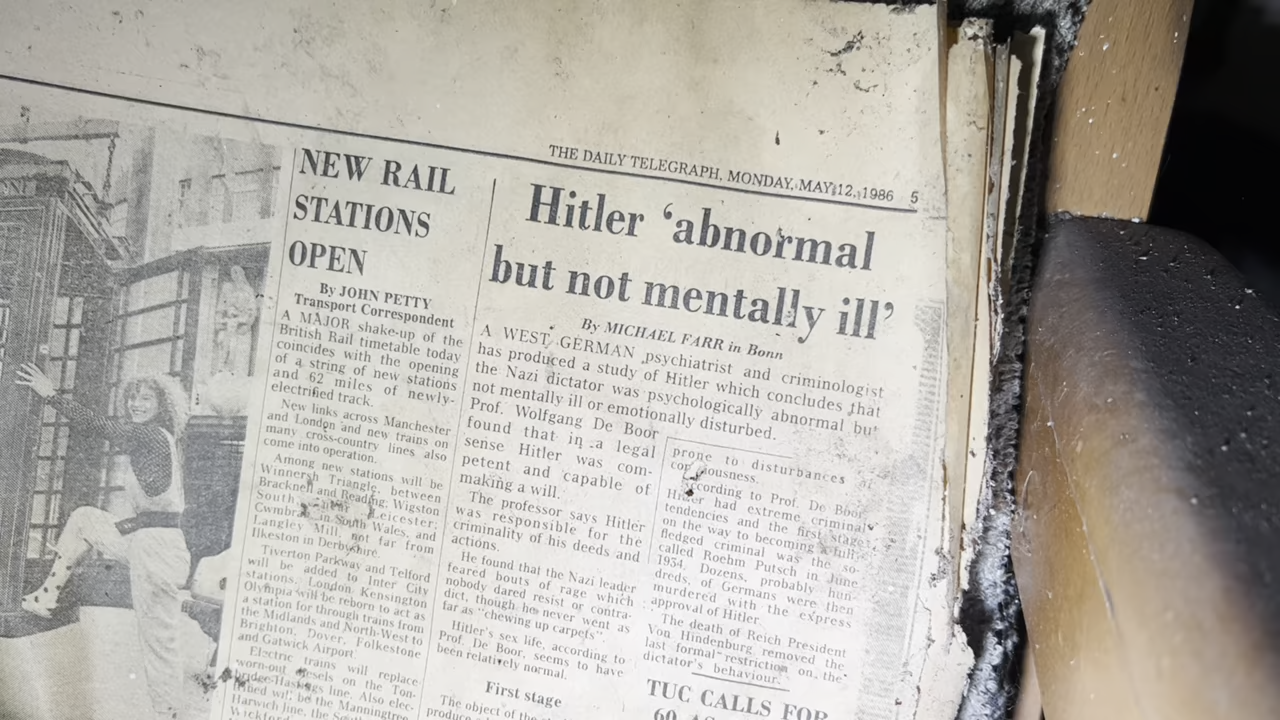 THE DAILY TELEGRAPH, MONDAY, MAY 12, 1986 5
NEW RAIL
STATIONS
OPEN
By JOHN PETTY
Transport Correspondent
A MAJOR shake-up of the
British Rail timetable today
coincides with the opening
of a string of new stations
and 62 miles of newly-
electrified track.
New links across Manchester
and London and new trains on
many cross-country lines also
come into operation.
Among new stations will be
Winnersh Triangle, between
Bracknell and Reading, Wigston
South, Leicester;
in South Wales, and
Langley Mill, not far from
Ilkeston in Derbyshire.
Tiverton Parkway and Telford
will be added to Inter City
stations. London, Kensington
Olympia will be reborn to act as
a station for through trains from
the Midlands and North-West to
Brighton, Dover, Folkestone
and Gatwick Airport
Electric trains will replace
worn-out diesels on the Ton-
bridge-Hastings line. Also elec-
trified will be the Manningtree
Harwich line, the
Wickford
Hitler ‘abnormal
but not mentally ill’
By MICHAEL FARR in Bonn
A WEST GERMAN psychiatrist and criminologist
has produced a study of Hitler which concludes that
the Nazi dictator was psychologically abnormal but
not mentally ill or emotionally disturbed.
Prof. Wolfgang De Boor
found that in a legal
sense Hitler was com-
petent and capable of
making a will.
The professor says Hitler
was responsible for the
criminality of his deeds and
actions.
He found that the Nazi leader
feared bouts of rage which
nobody dared resist or contra-
dict, though he never went as
far as “chewing up carpets”.
Hitler's sex life, according to
Prof. De Boor, seems to have
been relatively normal.
First stage
The object of the
prone to disturbances of
consciousness.
According to Prof. De Boor
Hitler had extreme criminal
tendencies and the first stage
on the way to becoming a full-
fledged criminal was the so-
called Roehm Putsch in June
1934. Dozens, probably hun-
dreds, of Germans were then
murdered with the express
approval of Hitler.
The death of Reich President
Von Hindenburg removed the
last formal restriction on the
dictator's behaviour.
TUC CALLS FOR